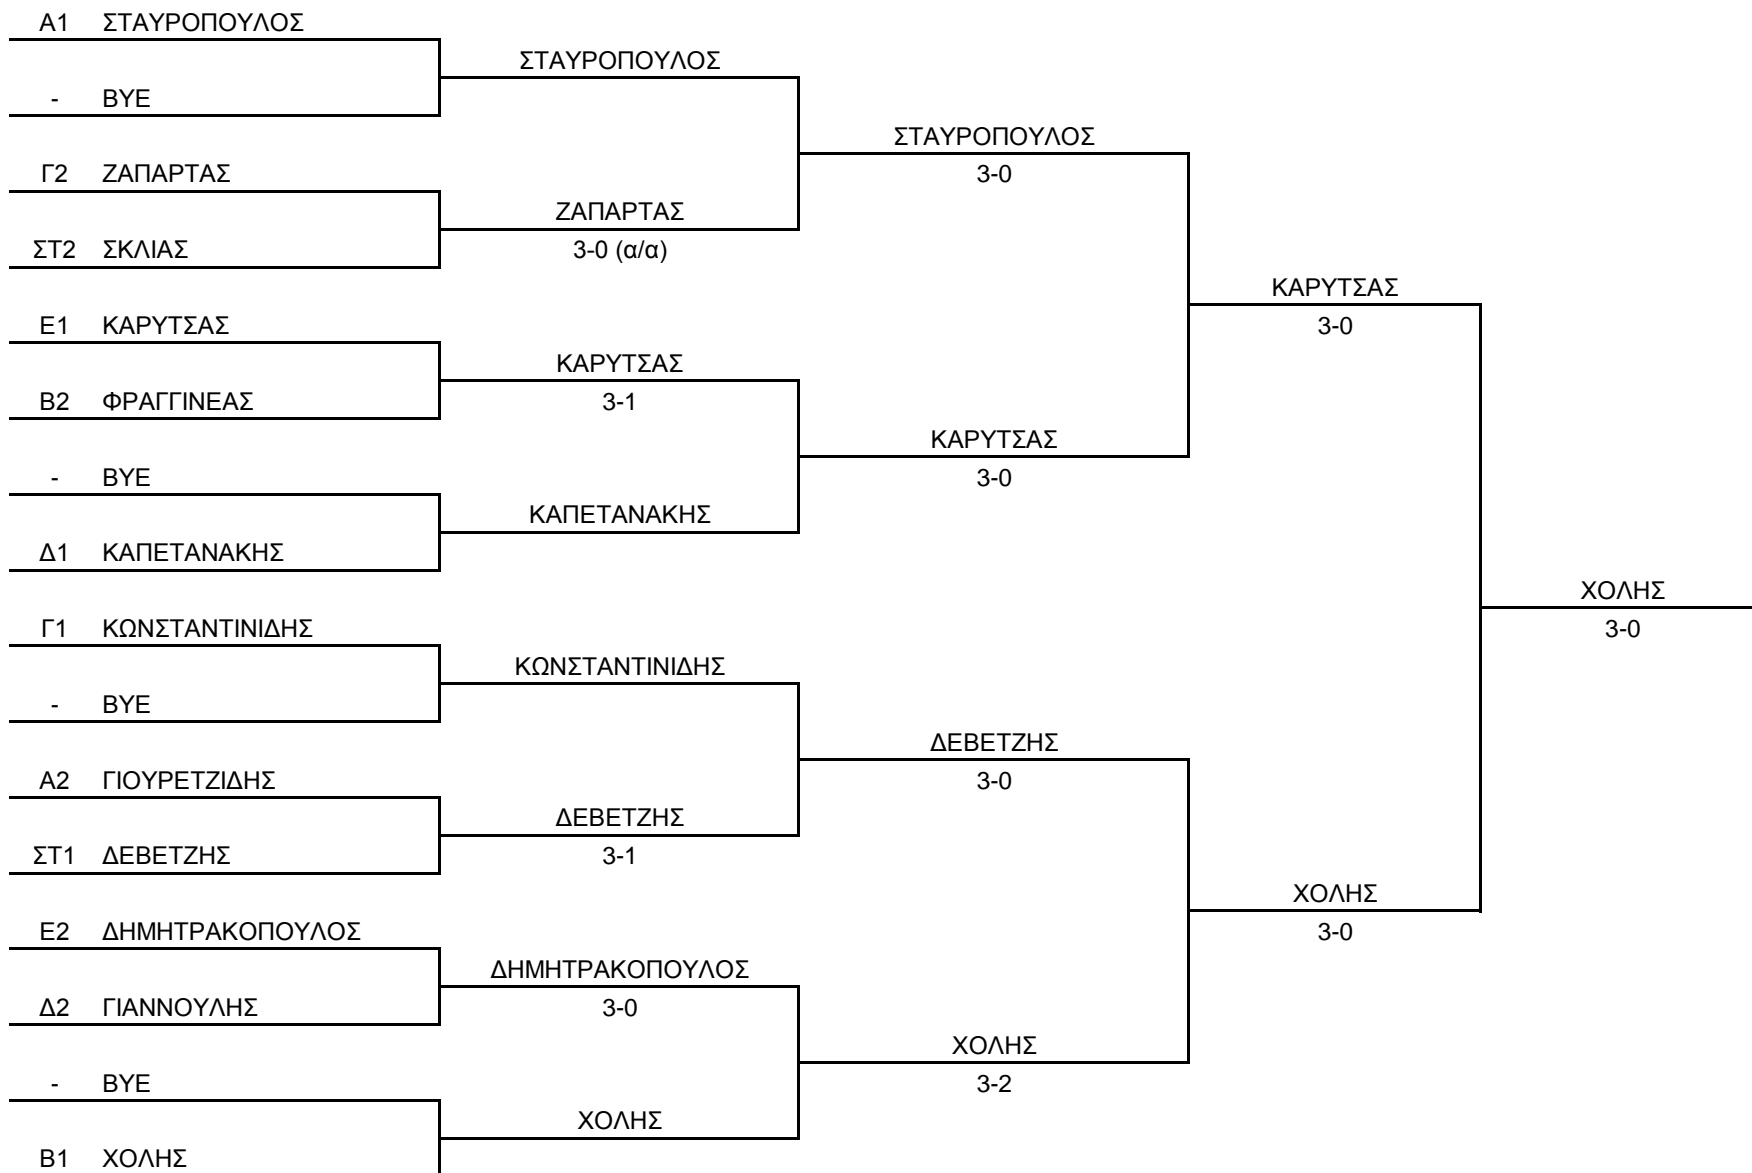 Α1 ΣΤΑΥΡΟΠΟΥΛΟΣ
ΣΤΑΥΡΟΠΟΥΛΟΣ
- BYE
ΣΤΑΥΡΟΠΟΥΛΟΣ
3-0
Γ2 ΖΑΠΑΡΤΑΣ
ΖΑΠΑΡΤΑΣ
3-0 (α/α)
ΣΤ2 ΣΚΛΙΑΣ
ΚΑΡΥΤΣΑΣ
3-0
Ε1 ΚΑΡΥΤΣΑΣ
ΚΑΡΥΤΣΑΣ
3-1
Β2 ΦΡΑΓΓΙΝΕΑΣ
ΚΑΡΥΤΣΑΣ
3-0
- BYE
ΚΑΠΕΤΑΝΑΚΗΣ
Δ1 ΚΑΠΕΤΑΝΑΚΗΣ
ΧΟΛΗΣ
3-0
Γ1 ΚΩΝΣΤΑΝΤΙΝΙΔΗΣ
ΚΩΝΣΤΑΝΤΙΝΙΔΗΣ
- BYE
ΔΕΒΕΤΖΗΣ
3-0
Α2 ΓΙΟΥΡΕΤΖΙΔΗΣ
ΔΕΒΕΤΖΗΣ
3-1
ΣΤ1 ΔΕΒΕΤΖΗΣ
ΧΟΛΗΣ
3-0
Ε2 ΔΗΜΗΤΡΑΚΟΠΟΥΛΟΣ
ΔΗΜΗΤΡΑΚΟΠΟΥΛΟΣ
3-0
Δ2 ΓΙΑΝΝΟΥΛΗΣ
ΧΟΛΗΣ
3-2
- BYE
ΧΟΛΗΣ
Β1 ΧΟΛΗΣ